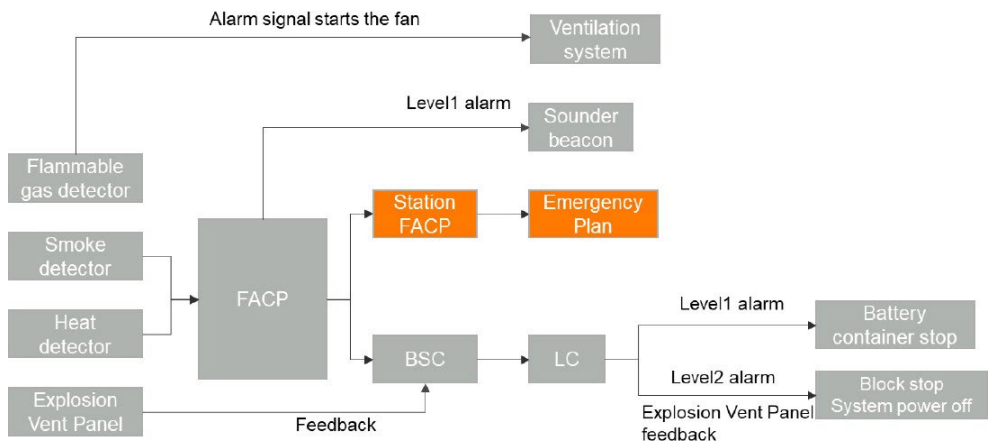 Alarm signal starts the fan
Ventilation
system
Level1 alarm
Sounder
beacon
Flammable
gas detector
Station
FACP
Emergency
Plan
Smoke
detector
FACP
Heat
detector
BSC
LC
Level1 alarm
Battery
container stop
Level2 alarm
Block stop
System power off
Explosion
Vent Panel
Feedback
Explosion Vent Panel
feedback